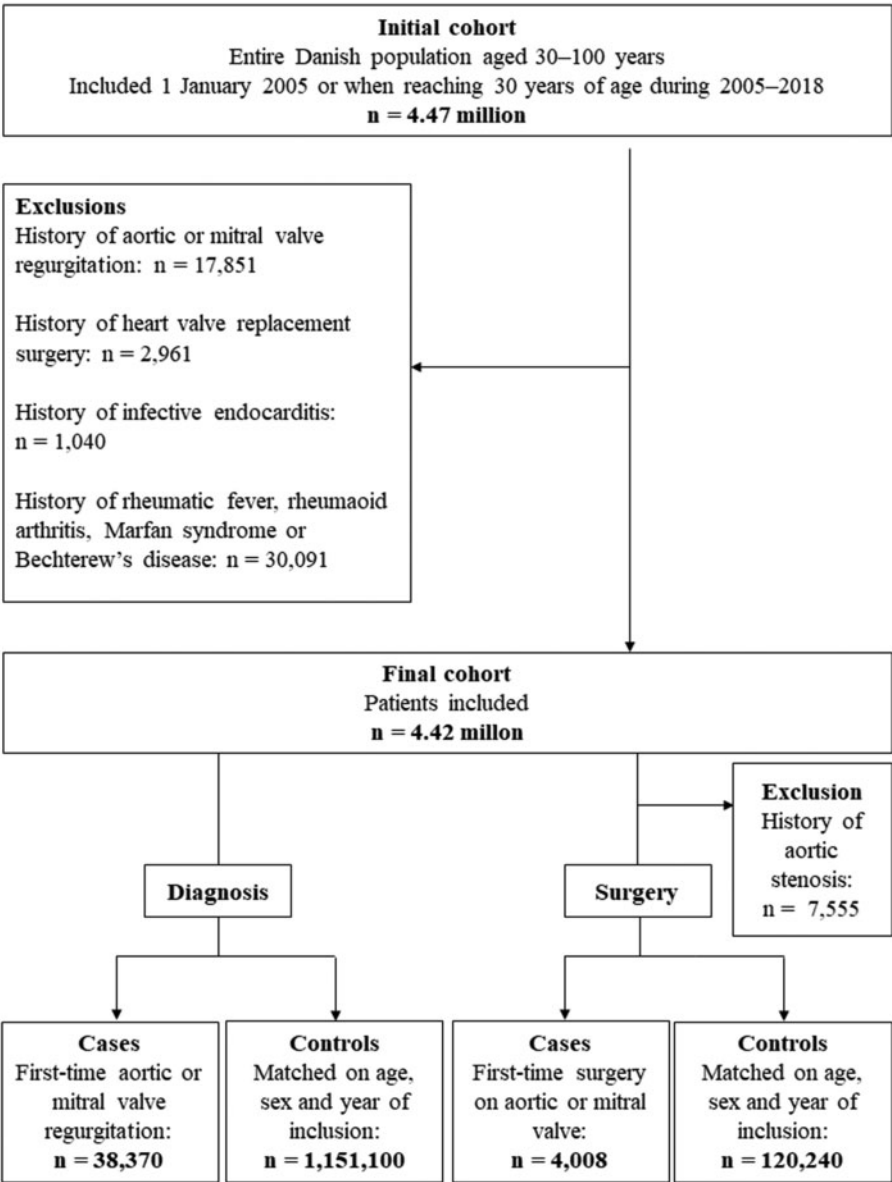 Initial cohort
Entire Danish population aged 30–100 years
Included 1 January 2005 or when reaching 30 years of age during 2005–2018
n = 4.47 million
Exclusions
History of aortic or mitral valve
regurgitation: n = 17,851
History of heart valve replacement
surgery: n = 2,961
History of infective endocarditis:
n = 1,040
History of rheumatic fever, rheumaoid
arthritis, Marfan syndrome or
Bechterew’s disease: n = 30,091
Final cohort
Patients included
n = 4.42 millon
Exclusion
History of
aortic
stenosis:
n = 7,555
Diagnosis
Surgery
Cases
First-time aortic or
mitral valve
regurgitation:
n = 38,370
Controls
Matched on age,
sex and year of
inclusion:
n = 1,151,100
Cases
First-time surgery
on aortic or mitral
valve:
n = 4,008
Controls
Matched on age,
sex and year of
inclusion:
n = 120,240